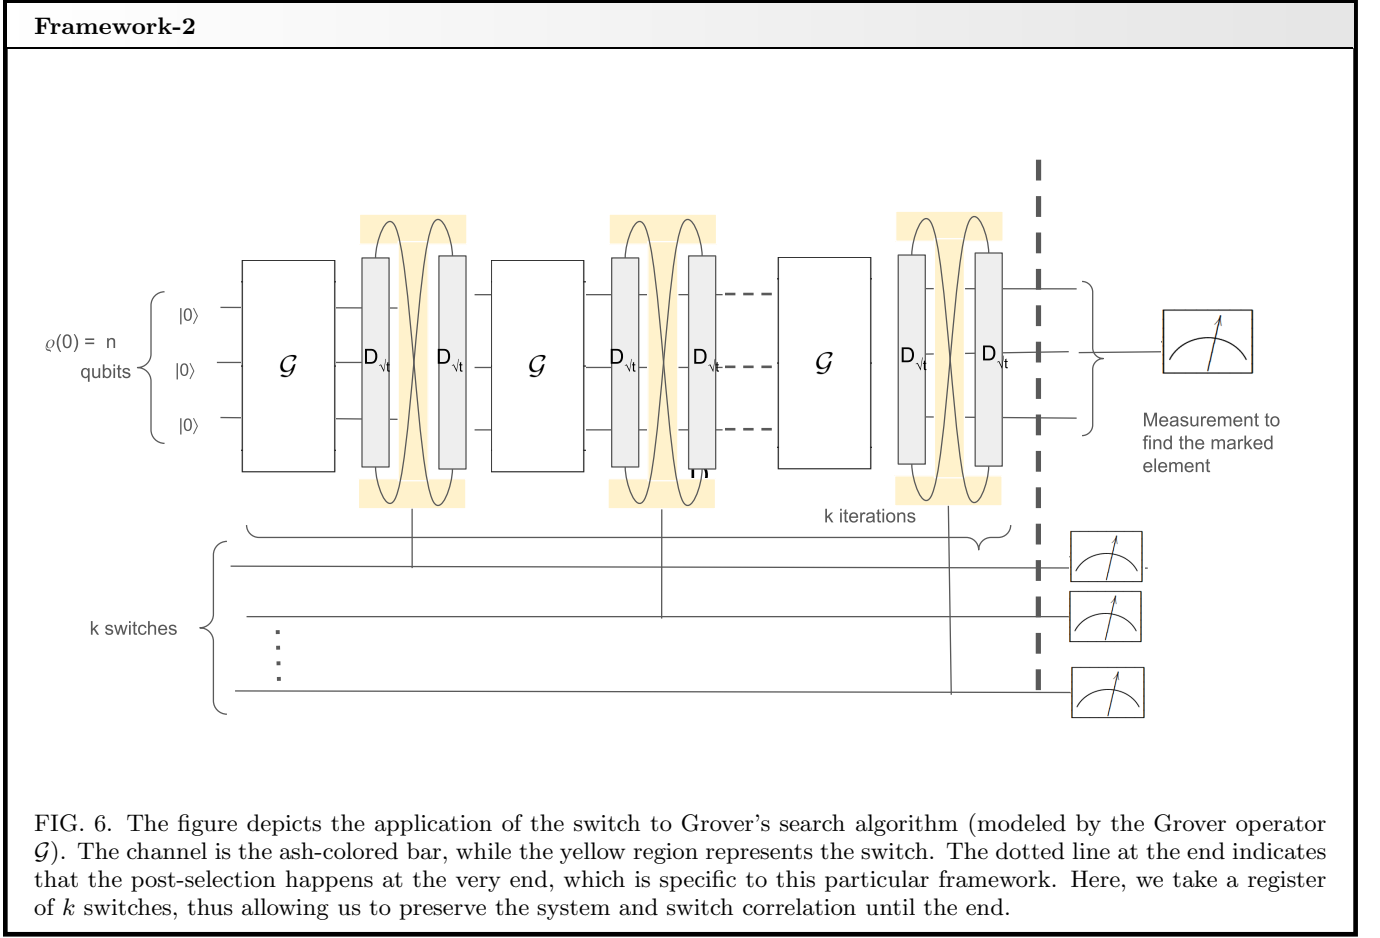 Framework-2
ϱ(0) = n
qubits
|0⟩
|0⟩
|0⟩
𝒢
D√t
D√t
𝒢
D√t
D√t
𝒢
D√t
D√t
Measurement to
find the marked
element
k iterations
k switches
FIG. 6. The figure depicts the application of the switch to Grover's search algorithm (modeled by the Grover operator
𝒢). The channel is the ash-colored bar, while the yellow region represents the switch. The dotted line at the end indicates
that the post-selection happens at the very end, which is specific to this particular framework. Here, we take a register
of k switches, thus allowing us to preserve the system and switch correlation until the end.